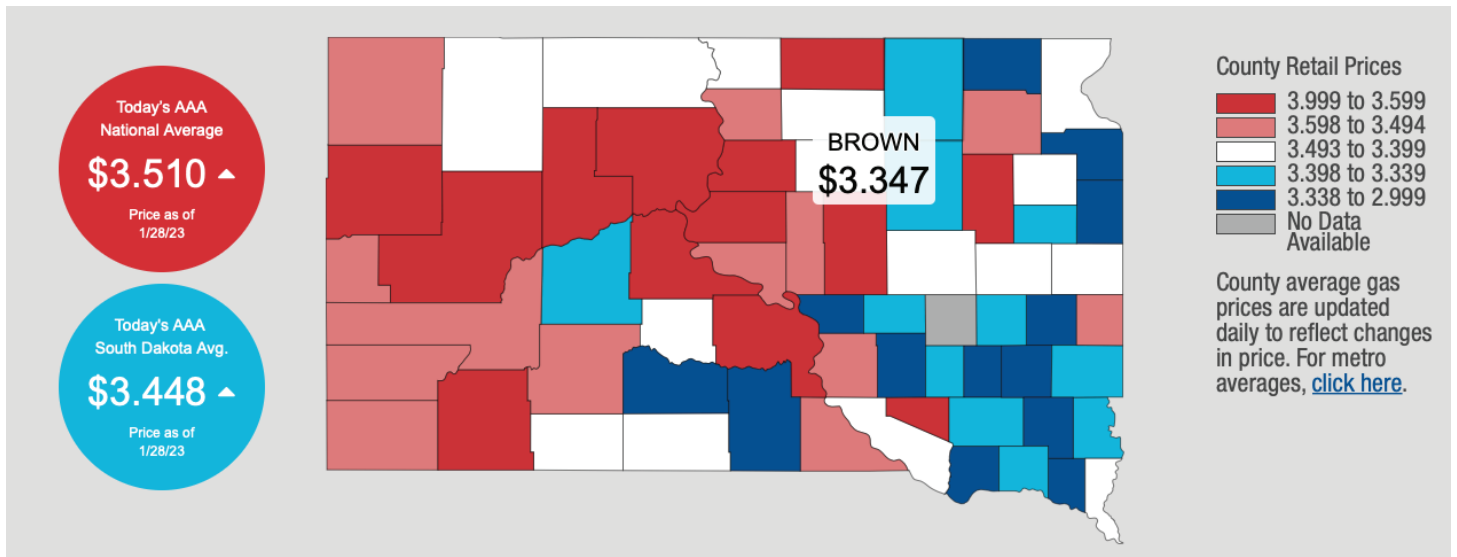 Today's AAA
National Average
$3.510
Price as of
1/28/23
Today's AAA
South Dakota Avg.
$3.448
Price as of
1/28/23
BROWN
$3.347
County Retail Prices
3.999 to 3.599
3.598 to 3.494
3.493 to 3.399
3.398 to 3.339
3.338 to 2.999
No Data
Available
County average gas
prices are updated
daily to reflect changes
in price. For metro
averages, click here.